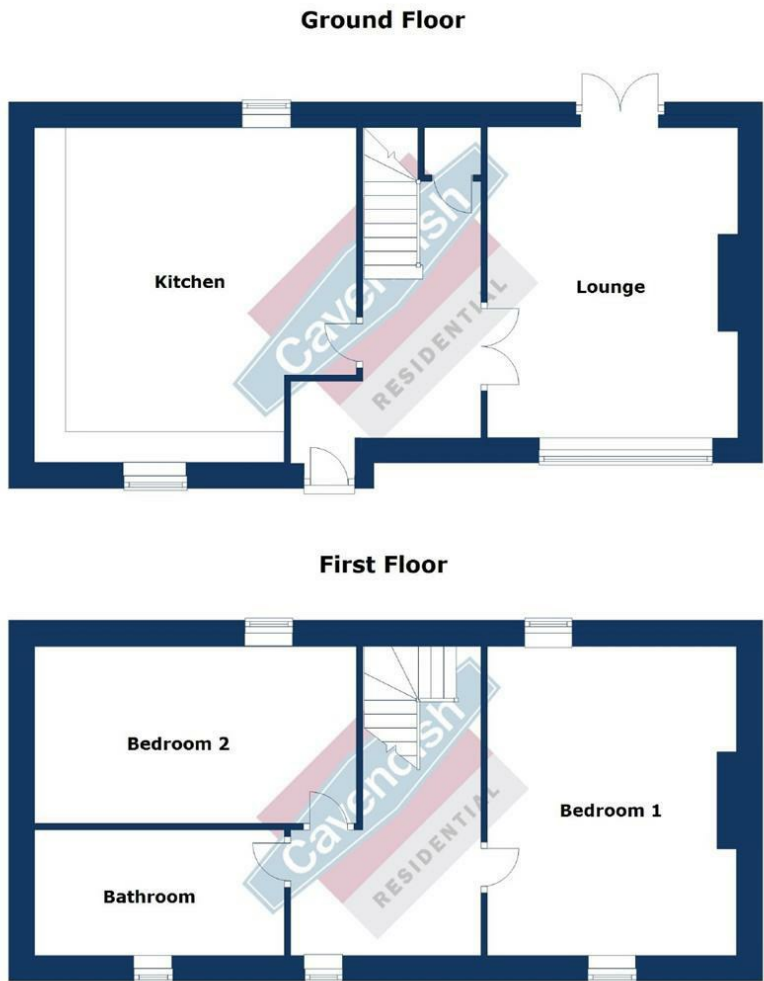 Ground Floor
Kitchen
Lounge
Cavendish
RESIDENTIAL
First Floor
Bedroom 2
Bedroom 1
Bathroom
Cavendish
RESIDENTIAL